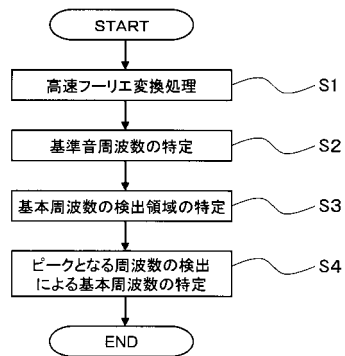 START
高速フーリエ変換処理
S1
基準音周波数の特定
S2
基本周波数の検出領域の特定
S3
ピークとなる周波数の検出
による基本周波数の特定
S4
END